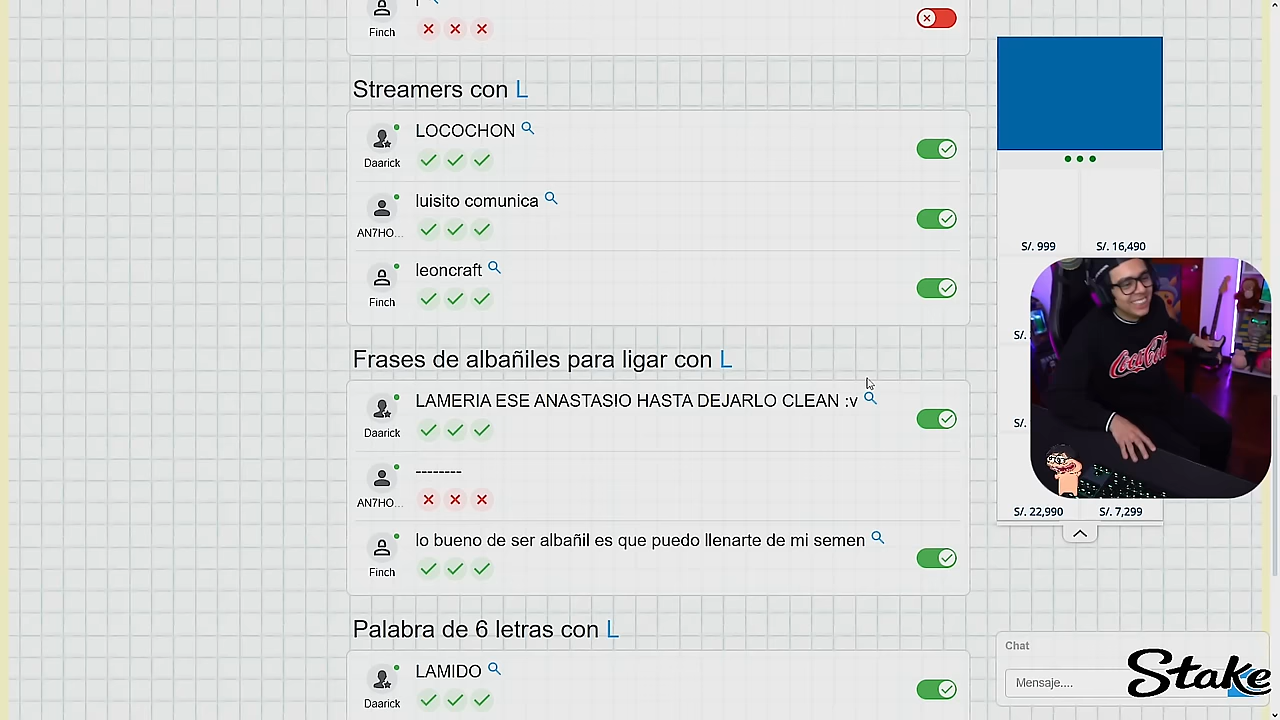 Finch
Streamers con L
LOCOCHON
Daarick
luisito comunica
AN7HO...
leoncraft
Finch
Frases de albañiles para ligar con L
LAMERIA ESE ANASTASIO HASTA DEJARLO CLEAN :v
Daarick
--------
AN7HO...
lo bueno de ser albañil es que puedo llenarte de mi semen
Finch
Palabra de 6 letras con L
LAMIDO
Daarick
S/. 999 S/. 16,490
S/.
S/.
S/. 22,990 S/. 7,299
Coca-Cola
Chat
Mensaje....
Stake